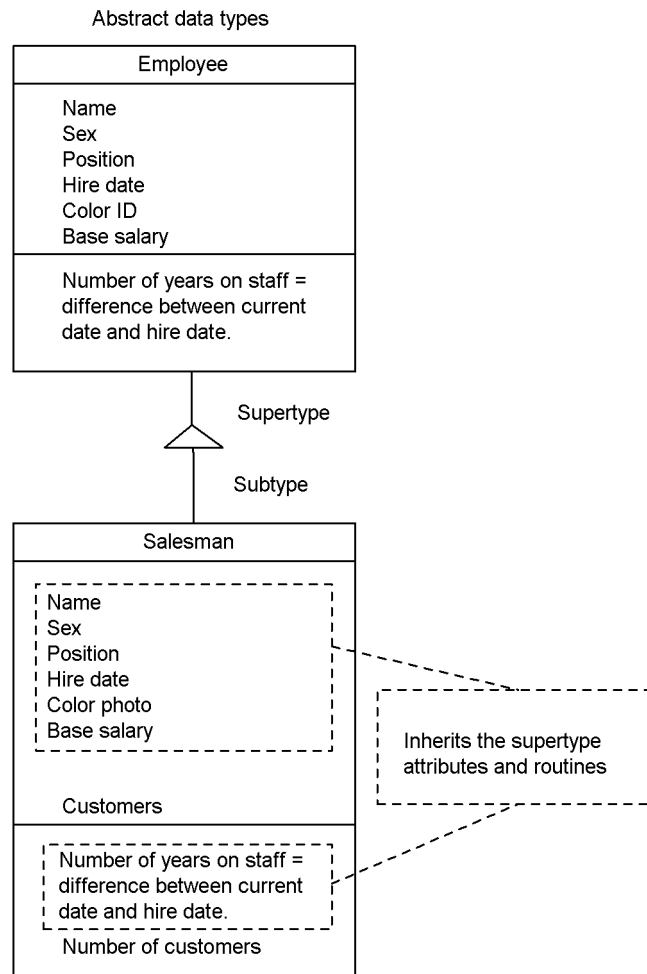 Abstract data types
Employee
Name
Sex
Position
Hire date
Color ID
Base salary
Number of years on staff =
difference between current
date and hire date.
Supertype
Subtype
Salesman
Name
Sex
Position
Hire date
Color photo
Base salary
Inherits the supertype
attributes and routines
Customers
Number of years on staff =
difference between current
date and hire date.
Number of customers